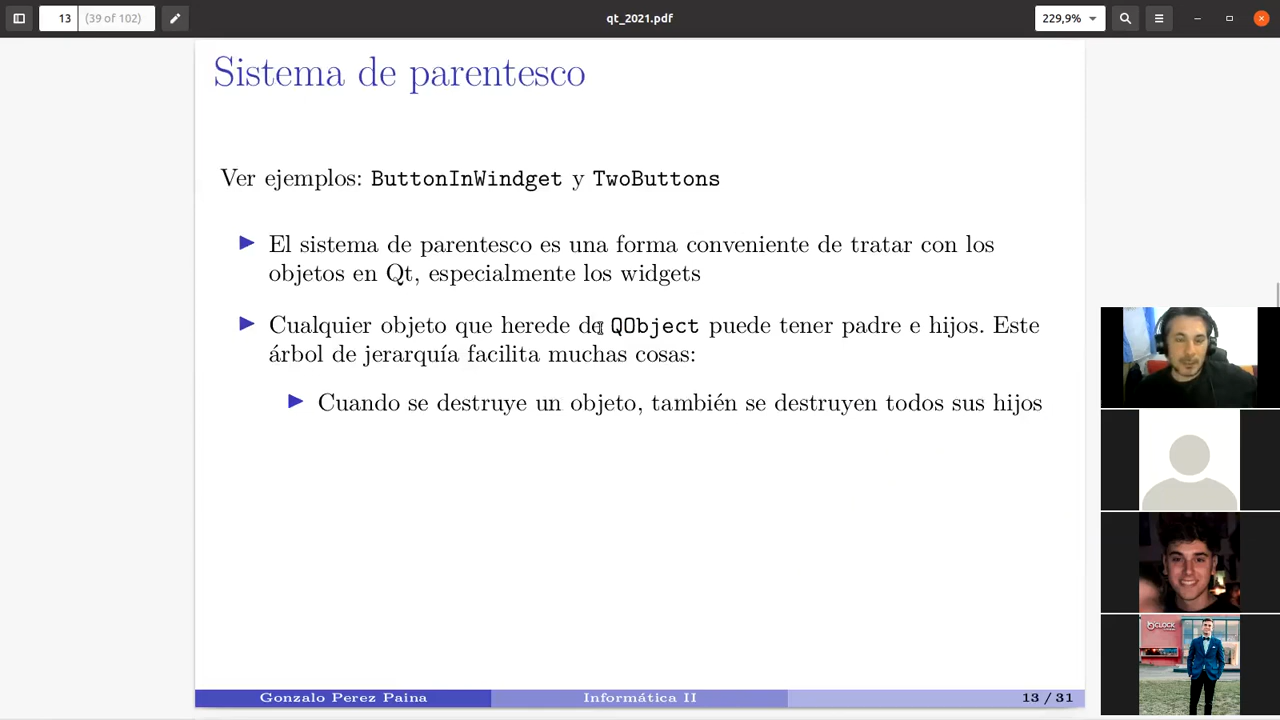 13 (39 of 102) qt_2021.pdf 229,9%
Sistema de parentesco
Ver ejemplos: ButtonInWindget y TwoButtons
El sistema de parentesco es una forma conveniente de tratar con los
objetos en Qt, especialmente los widgets
Cualquier objeto que herede de QObject puede tener padre e hijos. Este
árbol de jerarquía facilita muchas cosas:
Cuando se destruye un objeto, también se destruyen todos sus hijos
CLOCK
Gonzalo Perez Paina Informática II 13 / 31